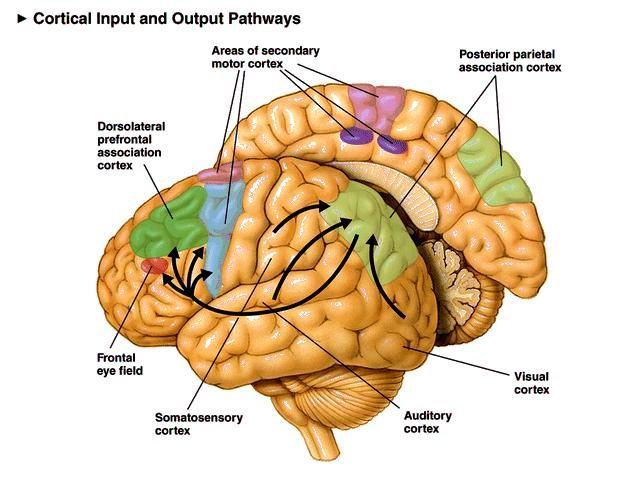 ► Cortical Input and Output Pathways
Areas of secondary
motor cortex
Posterior parietal
association cortex
Dorsolateral
prefrontal
association
cortex
Frontal
eye field
Somatosensory
cortex
Auditory
cortex
Visual
cortex